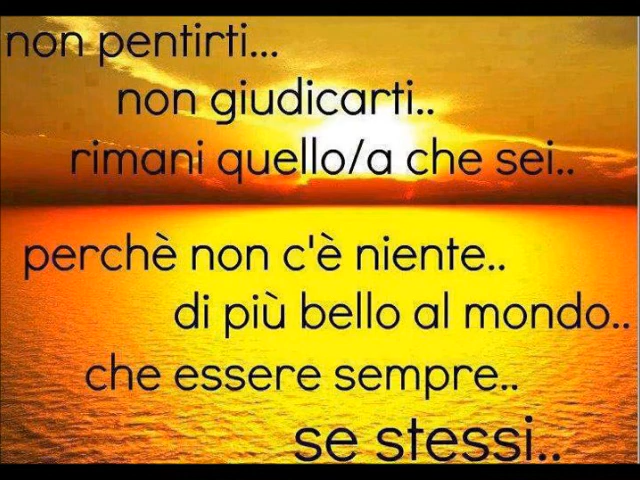 non pentirti...
non giudicarti..
rimani quello/a che sei..
perchè non c'è niente..
di più bello al mondo..
che essere sempre..
se stessi..